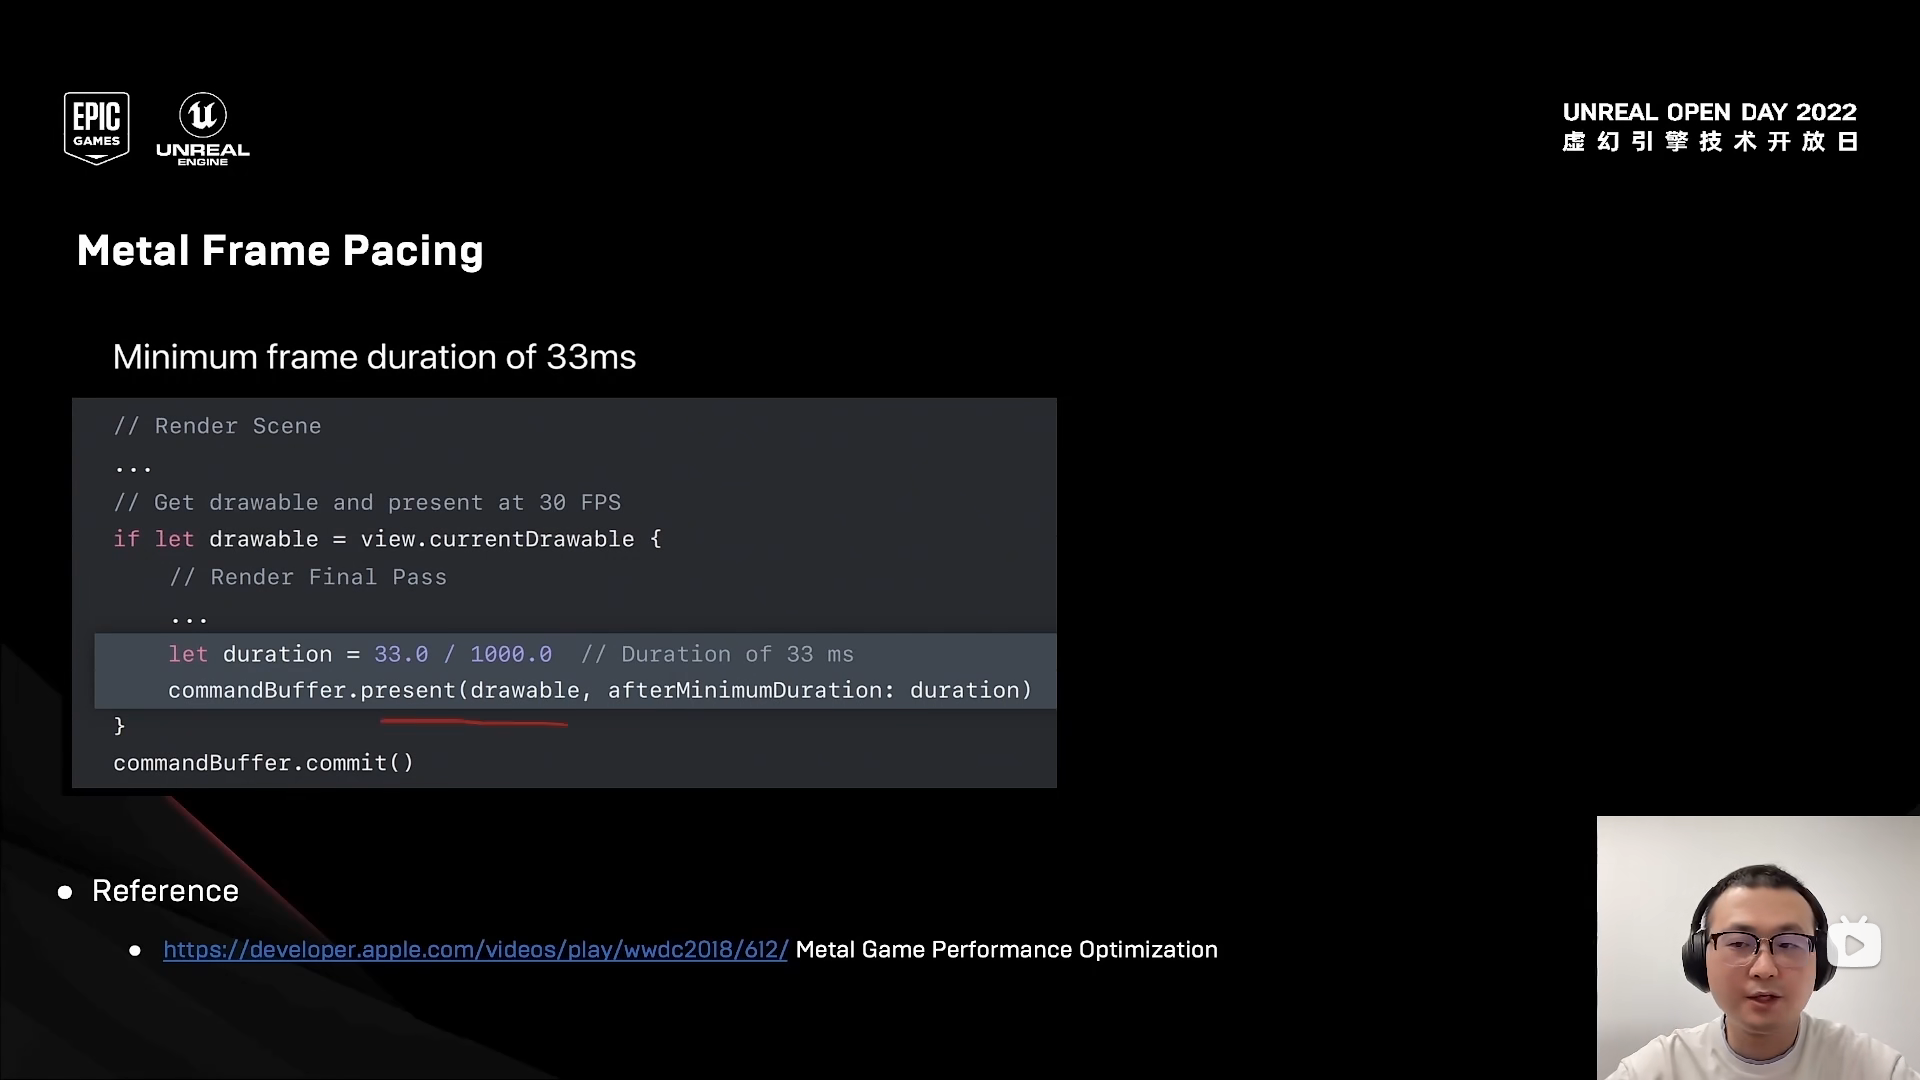 EPIC
GAMES
UNREAL
ENGINE
UNREAL OPEN DAY 2022
虚幻引擎技术开放日
Metal Frame Pacing
Minimum frame duration of 33ms
// Render Scene
...
// Get drawable and present at 30 FPS
if let drawable = view.currentDrawable {
// Render Final Pass
...
let duration = 33.0 / 1000.0 // Duration of 33 ms
commandBuffer.present(drawable, afterMinimumDuration: duration)
}
commandBuffer.commit()
● Reference
● https://developer.apple.com/videos/play/wwdc2018/612/ Metal Game Performance Optimization